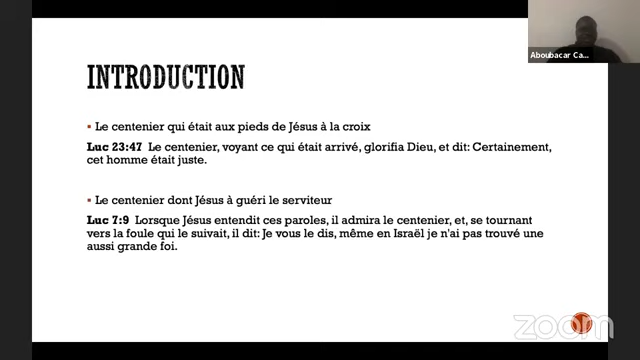 Aboubacar Ca...
INTRODUCTION
▪ Le centenier qui était aux pieds de Jésus à la croix
Luc 23:47 Le centenier, voyant ce qui était arrivé, glorifia Dieu, et dit: Certainement,
cet homme était juste.
▪ Le centenier dont Jésus à guéri le serviteur
Luc 7:9 Lorsque Jésus entendit ces paroles, il admira le centenier, et, se tournant
vers la foule qui le suivait, il dit: Je vous le dis, même en Israël je n'ai pas trouvé une
aussi grande foi.
zoom